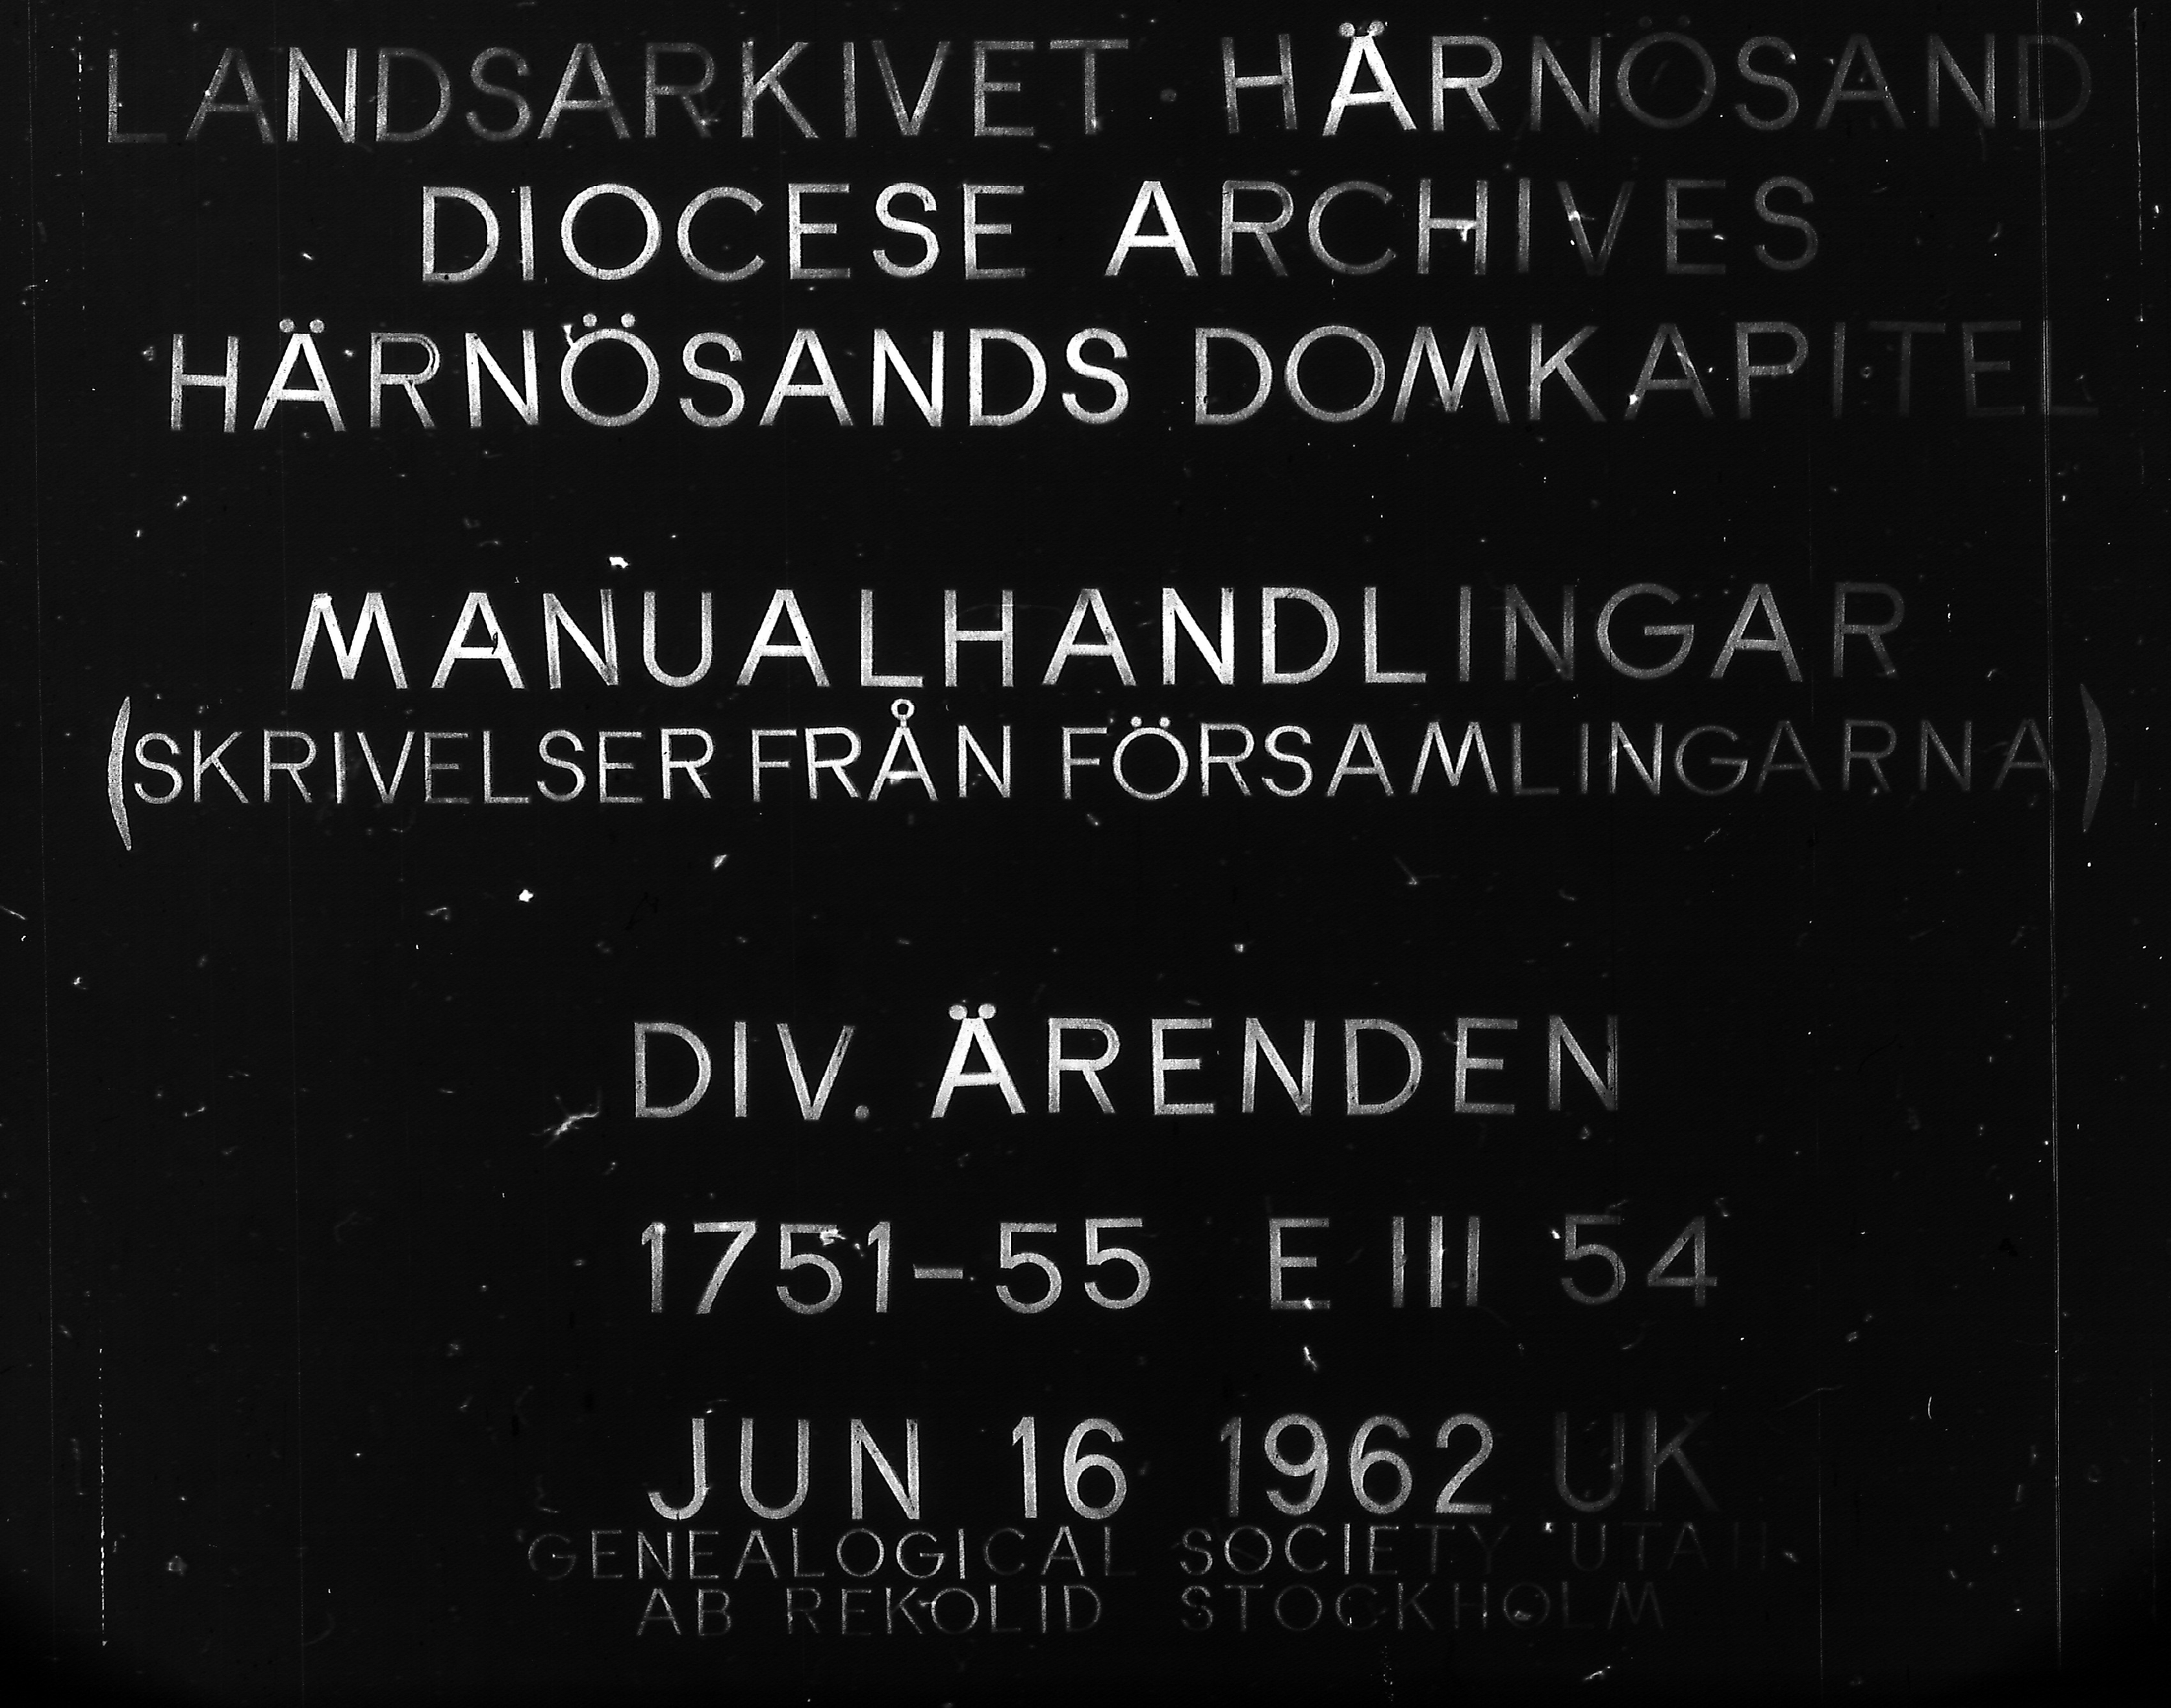 LANDSARKIVET HÄRNÖSAND
DIOCESE ARCHIVES
HÄRNÖSANDS DOMKAPITEL
MANUALHANDLINGAR
(SKRIVELSER FRÅN FÖRSAMLINGARNA)
DIV. ÄRENDEN
1751-55 E III 54
JUN 16 1962 UK
GENEALOGICAL SOCIETY UTAH
AB REKOLID STOCKHOLM